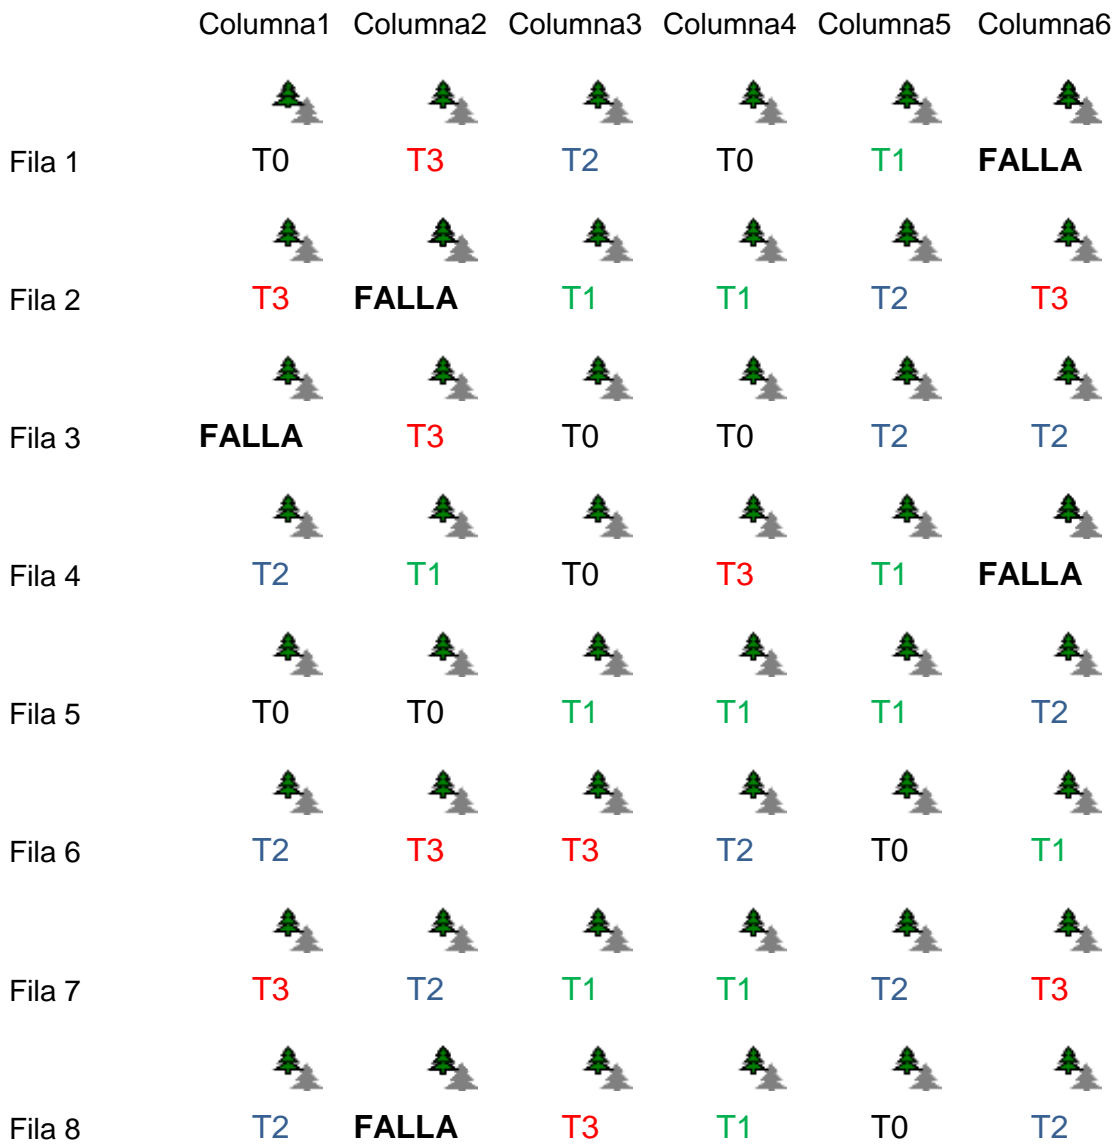 Columna1 Columna2 Columna3 Columna4 Columna5 Columna6
Fila 1 T0 T3 T2 T0 T1 FALLA
Fila 2 T3 FALLA T1 T1 T2 T3
Fila 3 FALLA T3 T0 T0 T2 T2
Fila 4 T2 T1 T0 T3 T1 FALLA
Fila 5 T0 T0 T1 T1 T1 T2
Fila 6 T2 T3 T3 T2 T0 T1
Fila 7 T3 T2 T1 T1 T2 T3
Fila 8 T2 FALLA T3 T1 T0 T2